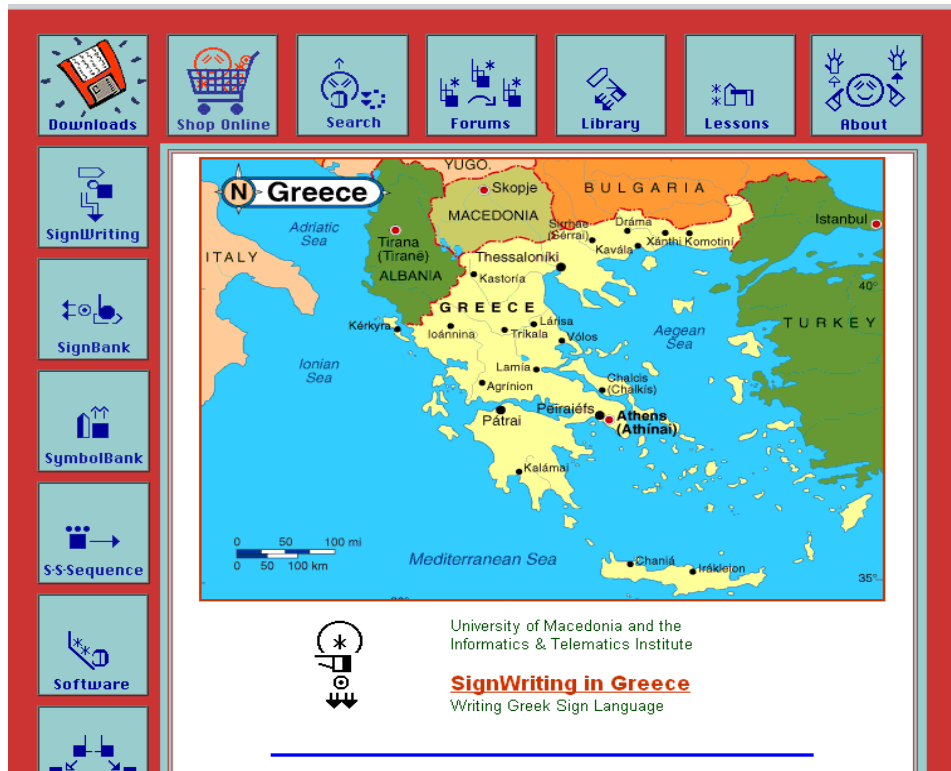 Downloads
Shop Online
Search
Forums
Library
Lessons
About
SignWriting
SignBank
SymbolBank
S-S-Sequence
Software
N Greece
YUGO.
BULGARIA
Skopje
MACEDONIA
Adriatic
Sea
Tirana
(Tiranë)
ALBANIA
ITALY
(Sérrai)
Dráma
Kavála
Xánthi
Komotiní
Istanbul
Thessaloníki
Kastoría
40°
GREECE
TURKEY
Kérkyra
Ioánnina
Tríkala
Lárisa
Vólos
Aegean
Sea
Ionian
Sea
Lamía
Agrínion
Chalcis
(Chalkís)
Pátrai
Peiraiéfs
Athens
(Athínai)
Kalámai
0 50 100 mi
0 50 100 km
Mediterranean Sea
Chaniá
Irákleion
35°
University of Macedonia and the
Informatics & Telematics Institute
SignWriting in Greece
Writing Greek Sign Language